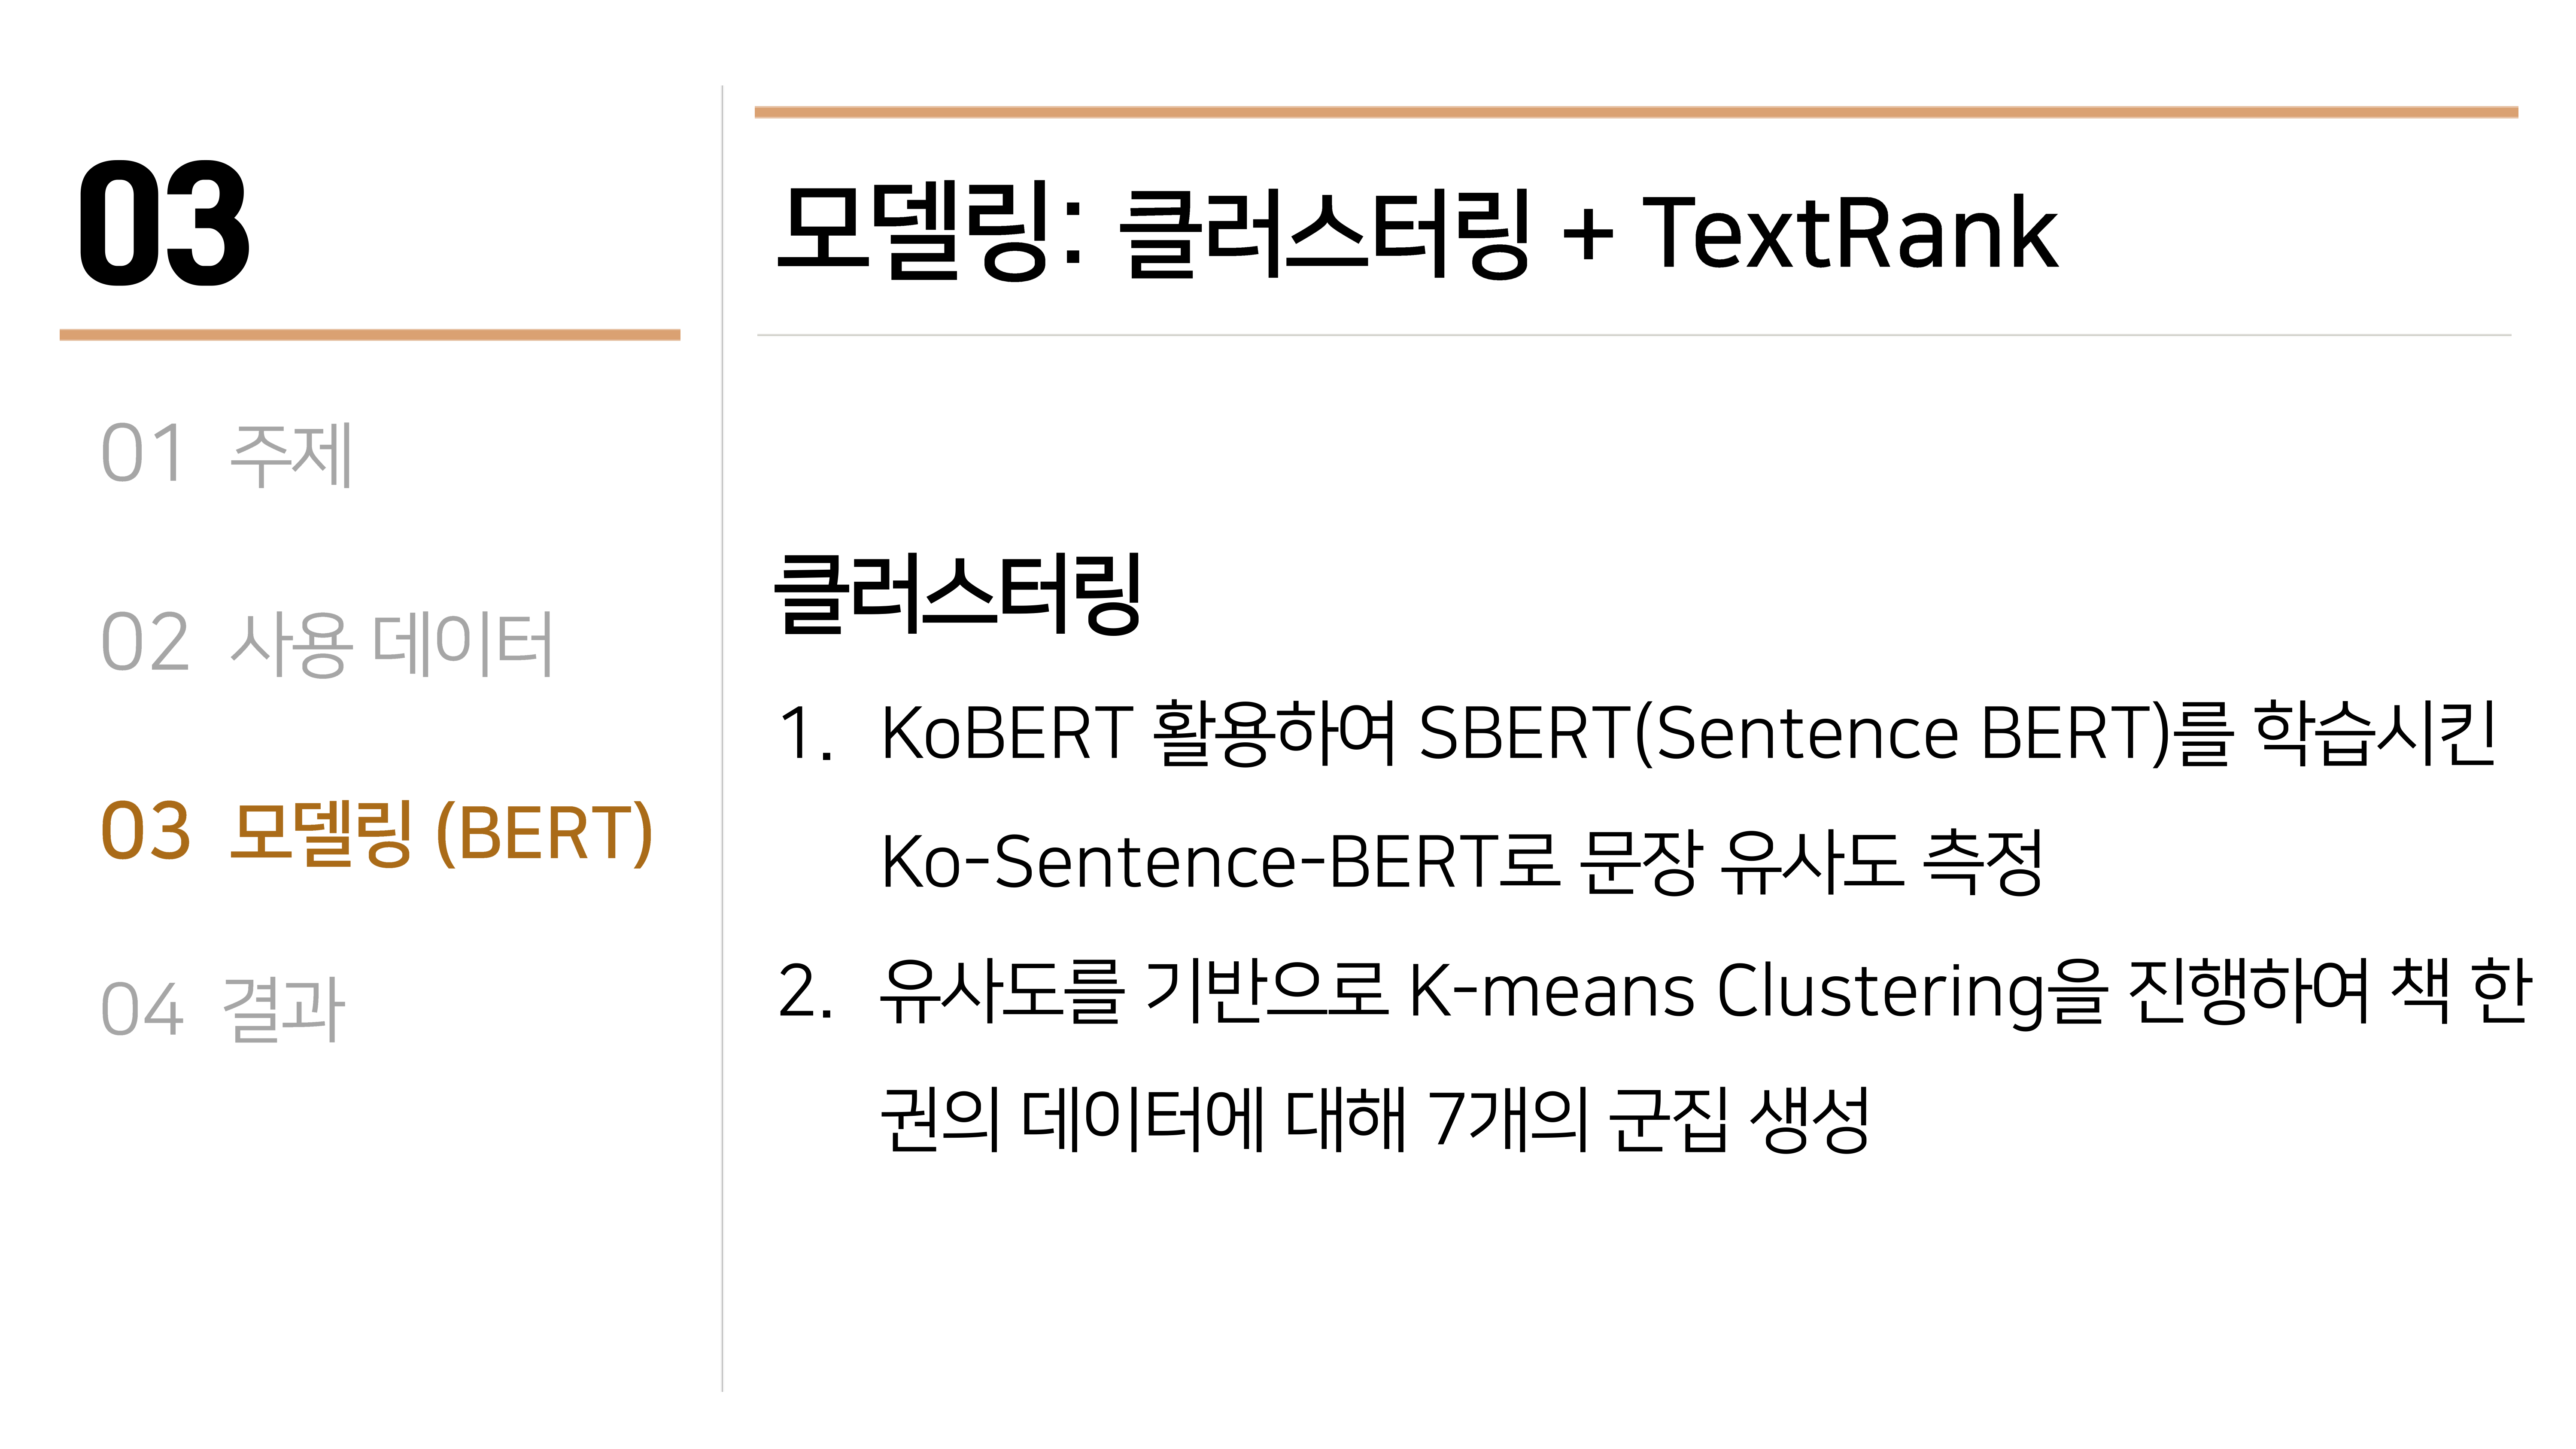 03
01 주제
02 사용 데이터
03 모델링 (BERT)
04 결과
모델링: 클러스터링 + TextRank
클러스터링
1. KoBERT 활용하여 SBERT(Sentence BERT)를 학습시킨
Ko-Sentence-BERT로 문장 유사도 측정
2. 유사도를 기반으로 K-means Clustering을 진행하여 책 한
권의 데이터에 대해 7개의 군집 생성